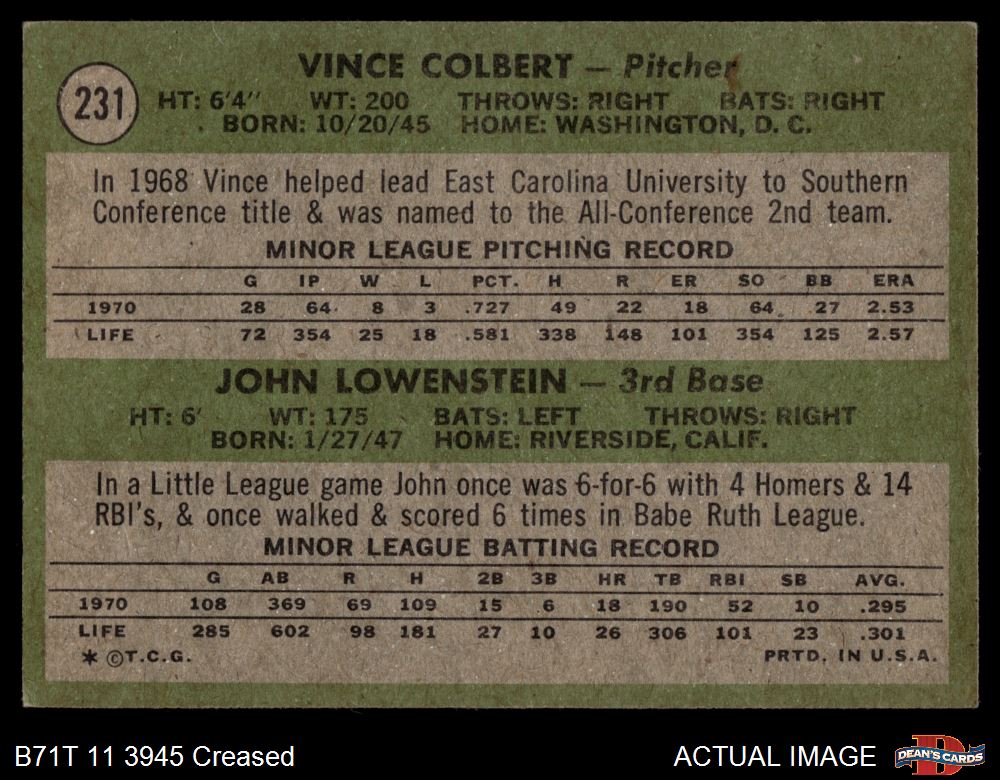 VINCE COLBERT — Pitcher
231
HT: 6'4" WT: 200 THROWS: RIGHT BATS: RIGHT
BORN: 10/20/45 HOME: WASHINGTON, D. C.
In 1968 Vince helped lead East Carolina University to Southern
Conference title & was named to the All-Conference 2nd team.
MINOR LEAGUE PITCHING RECORD
G IP W L PCT. H R ER SO BB ERA
1970 28 64 8 3 .727 49 22 18 64 27 2.53
LIFE 72 354 25 18 .581 338 148 101 354 125 2.57
JOHN LOWENSTEIN — 3rd Base
HT: 6' WT: 175 BATS: LEFT THROWS: RIGHT
BORN: 1/27/47 HOME: RIVERSIDE, CALIF.
In a Little League game John once was 6-for-6 with 4 Homers & 14
RBI's, & once walked & scored 6 times in Babe Ruth League.
MINOR LEAGUE BATTING RECORD
G AB R H 2B 3B HR TB RBI SB AVG.
1970 108 369 69 109 15 6 18 190 52 10 .295
LIFE 285 602 98 181 27 10 26 306 101 23 .301
* ©T.C.G. PRTD. IN U.S.A.
B71T 11 3945 Creased ACTUAL IMAGE DEAN'S CARDS